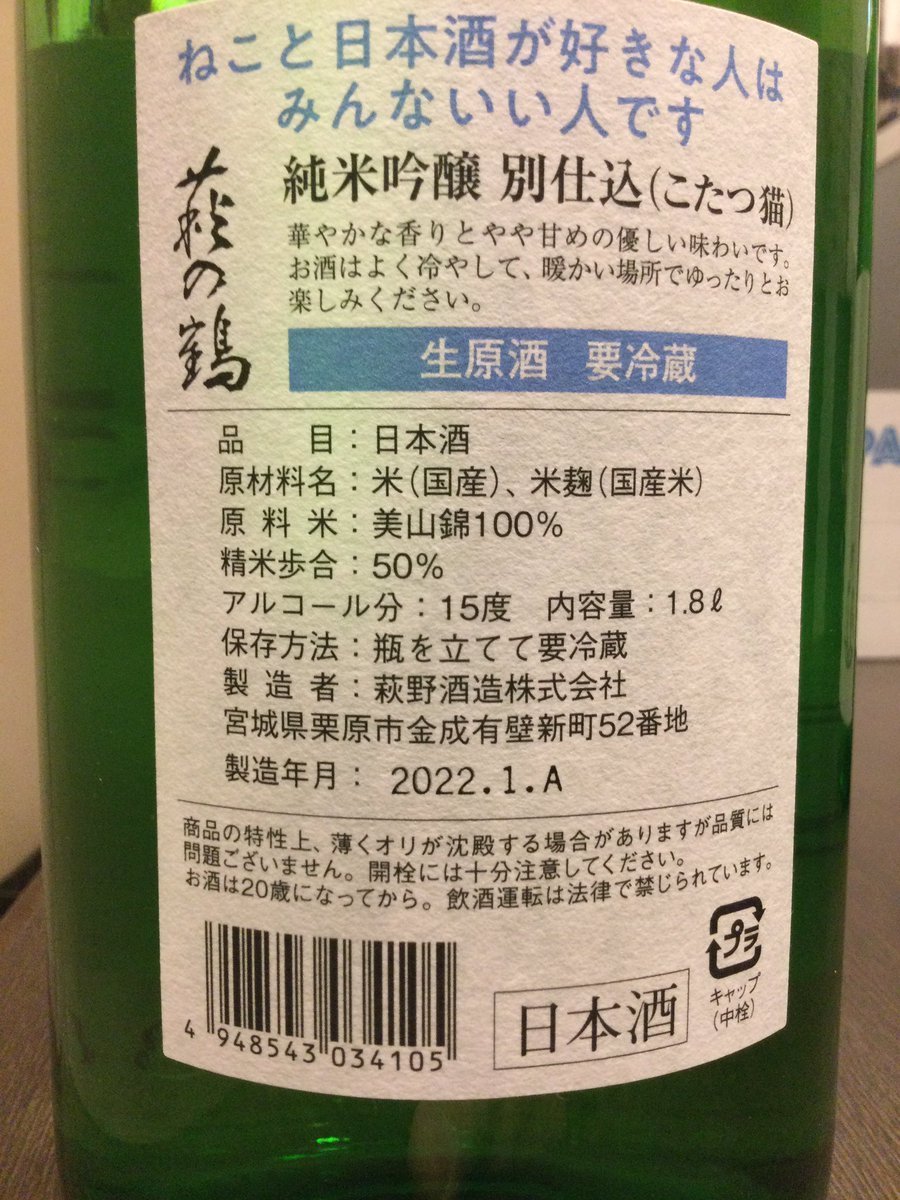 ねこと日本酒が好きな人は
みんないい人です
萩の鶴
純米吟醸 別仕込(こたつ猫)
華やかな香りとやや甘めの優しい味わいです。
お酒はよく冷やして、暖かい場所でゆったりとお
楽しみください。
生原酒 要冷蔵
品目：日本酒
原材料名：米(国産)、米麹(国産米)
原料米：美山錦100%
精米歩合：50%
アルコール分：15度 内容量：1.8ℓ
保存方法：瓶を立てて要冷蔵
製造者：萩野酒造株式会社
宮城県栗原市金成有壁新町52番地
製造年月：2022.1.A
商品の特性上、薄くオリが沈殿する場合がありますが品質には
問題ございません。開栓には十分注意してください。
お酒は20歳になってから。飲酒運転は法律で禁じられています。
プラ
キャップ
(中栓)
日本酒
4 948543 034105
PA